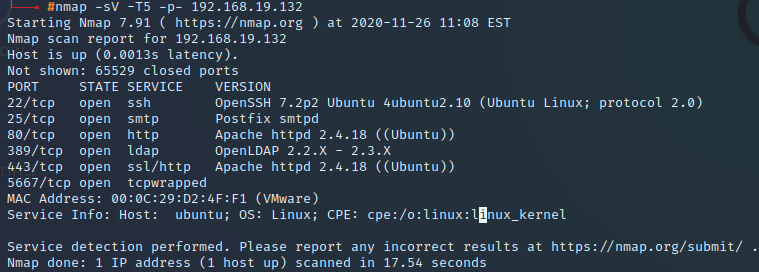 #nmap -sV -T5 -p- 192.168.19.132
Starting Nmap 7.91 ( https://nmap.org ) at 2020-11-26 11:08 EST
Nmap scan report for 192.168.19.132
Host is up (0.0013s latency).
Not shown: 65529 closed ports
PORT     STATE SERVICE    VERSION
22/tcp   open  ssh        OpenSSH 7.2p2 Ubuntu 4ubuntu2.10 (Ubuntu Linux; protocol 2.0)
25/tcp   open  smtp       Postfix smtpd
80/tcp   open  http       Apache httpd 2.4.18 ((Ubuntu))
389/tcp  open  ldap       OpenLDAP 2.2.X - 2.3.X
443/tcp  open  ssl/http   Apache httpd 2.4.18 ((Ubuntu))
5667/tcp open  tcpwrapped
MAC Address: 00:0C:29:D2:4F:F1 (VMware)
Service Info: Host:  ubuntu; OS: Linux; CPE: cpe:/o:linux:linux_kernel
Service detection performed. Please report any incorrect results at https://nmap.org/submit/ .
Nmap done: 1 IP address (1 host up) scanned in 17.54 seconds